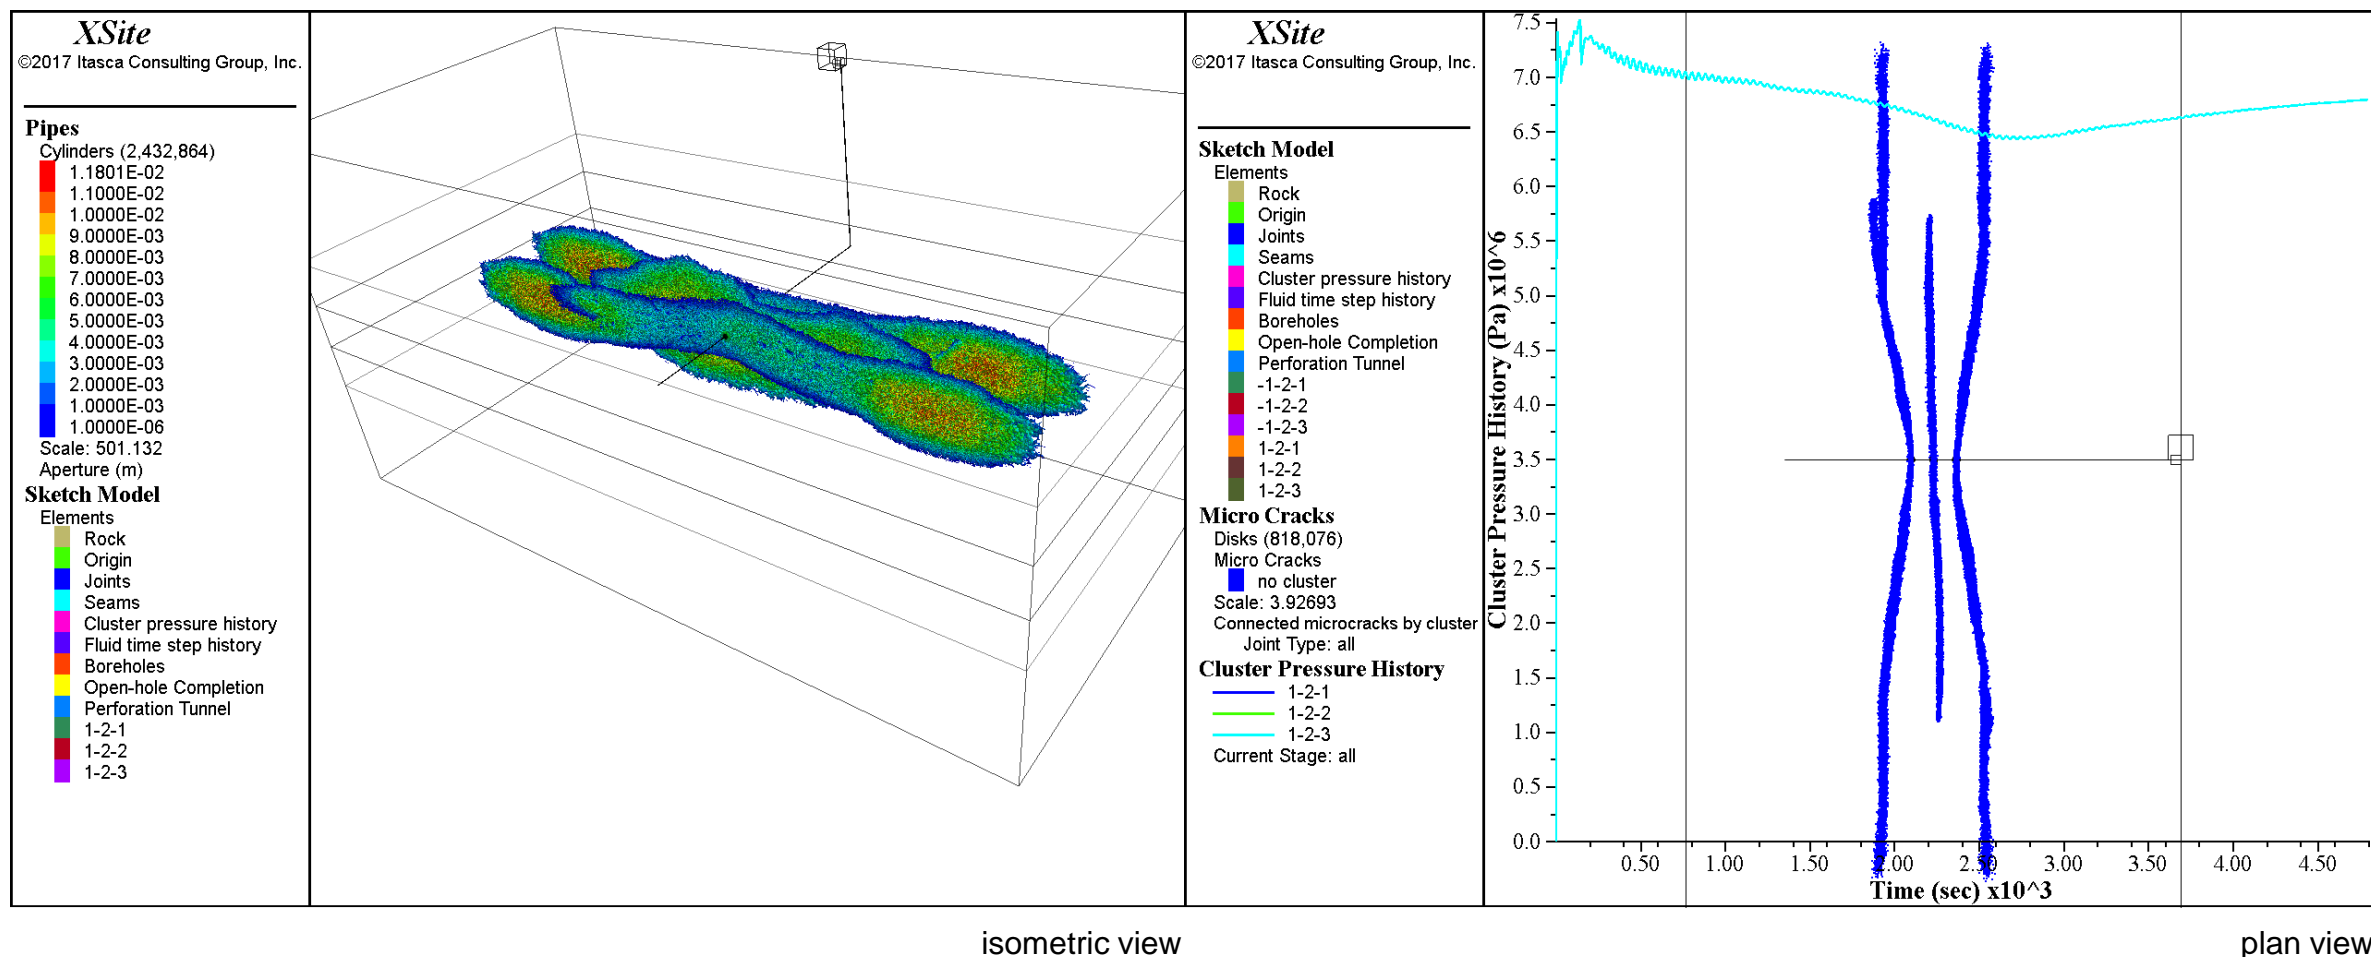 XSite
©2017 Itasca Consulting Group, Inc.
Pipes
Cylinders (2,432,864)
1.1801E-02
1.1000E-02
1.0000E-02
9.0000E-03
8.0000E-03
7.0000E-03
6.0000E-03
5.0000E-03
4.0000E-03
3.0000E-03
2.0000E-03
1.0000E-03
1.0000E-06
Scale: 501.132
Aperture (m)
Sketch Model
Elements
Rock
Origin
Joints
Seams
Cluster pressure history
Fluid time step history
Boreholes
Open-hole Completion
Perforation Tunnel
1-2-1
1-2-2
1-2-3
XSite
©2017 Itasca Consulting Group, Inc.
Sketch Model
Elements
Rock
Origin
Joints
Seams
Cluster pressure history
Fluid time step history
Boreholes
Open-hole Completion
Perforation Tunnel
-1-2-1
-1-2-2
-1-2-3
1-2-1
1-2-2
1-2-3
Micro Cracks
Disks (818,076)
Micro Cracks
no cluster
Scale: 3.92693
Connected microcracks by cluster
Joint Type: all
Cluster Pressure History
1-2-1
1-2-2
1-2-3
Current Stage: all
Cluster Pressure History (Pa) x10^6
7.5
7.0
6.5
6.0
5.5
5.0
4.5
4.0
3.5
3.0
2.5
2.0
1.5
1.0
0.5
0.0
0.50 1.00 1.50 2.00 2.50 3.00 3.50 4.00 4.50
Time (sec) x10^3
isometric view
plan view